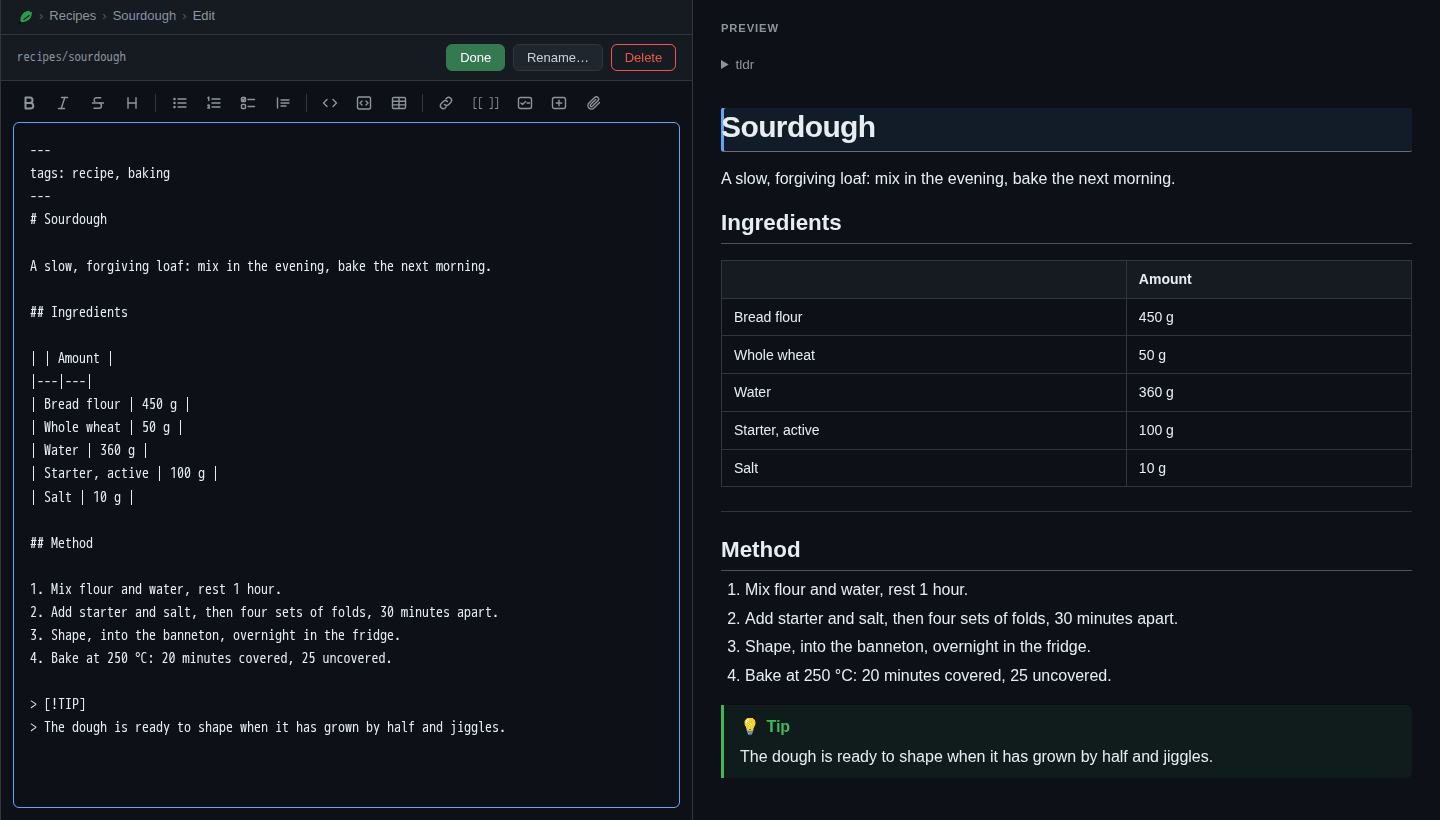 › Recipes › Sourdough › Edit
recipes/sourdough
Done
Rename…
Delete
[[ ]]
---
tags: recipe, baking
---
# Sourdough
A slow, forgiving loaf: mix in the evening, bake the next morning.
## Ingredients
| | Amount |
|---|---|
| Bread flour | 450 g |
| Whole wheat | 50 g |
| Water | 360 g |
| Starter, active | 100 g |
| Salt | 10 g |
## Method
1. Mix flour and water, rest 1 hour.
2. Add starter and salt, then four sets of folds, 30 minutes apart.
3. Shape, into the banneton, overnight in the fridge.
4. Bake at 250 °C: 20 minutes covered, 25 uncovered.
> [!TIP]
> The dough is ready to shape when it has grown by half and jiggles.
PREVIEW
tldr
Sourdough
A slow, forgiving loaf: mix in the evening, bake the next morning.
Ingredients
Amount
Bread flour 450 g
Whole wheat 50 g
Water 360 g
Starter, active 100 g
Salt 10 g
Method
1. Mix flour and water, rest 1 hour.
2. Add starter and salt, then four sets of folds, 30 minutes apart.
3. Shape, into the banneton, overnight in the fridge.
4. Bake at 250 °C: 20 minutes covered, 25 uncovered.
💡 Tip
The dough is ready to shape when it has grown by half and jiggles.